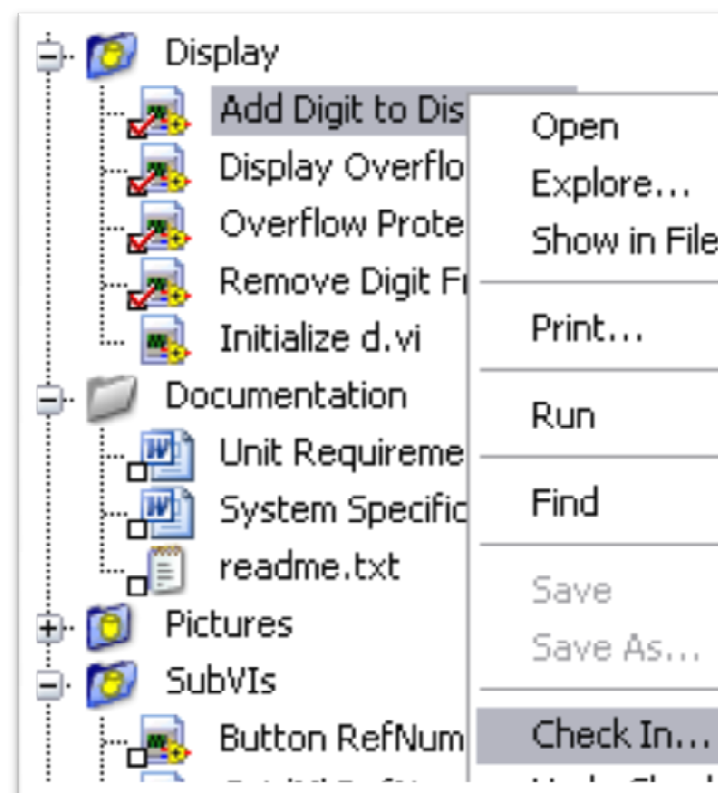 Display
Add Digit to Dis
Display Overflo
Overflow Prote
Remove Digit Fr
Initialize d.vi
Documentation
Unit Requireme
System Specific
readme.txt
Pictures
SubVIs
Button RefNum
Open
Explore...
Show in File
Print...
Run
Find
Save
Save As...
Check In...